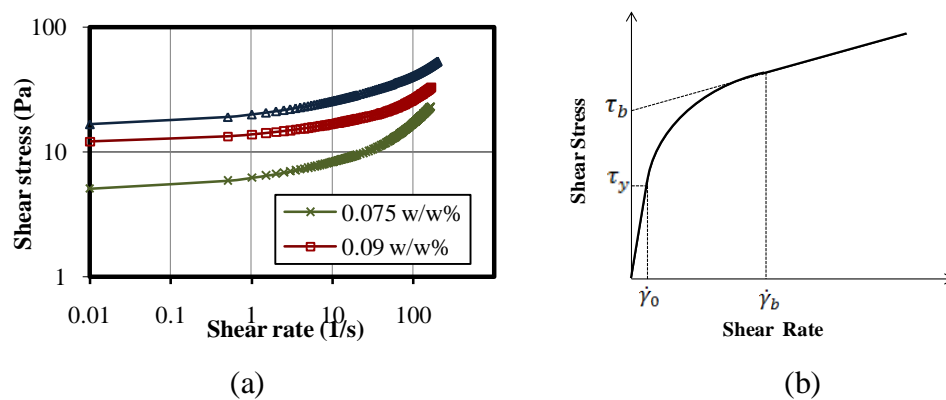 100
10
1
0.01
0.1
1
10
100
Shear stress (Pa)
Shear rate (1/s)
0.075 w/w%
0.09 w/w%
(a)
τb
τy
γ̇0
γ̇b
Shear Stress
Shear Rate
(b)